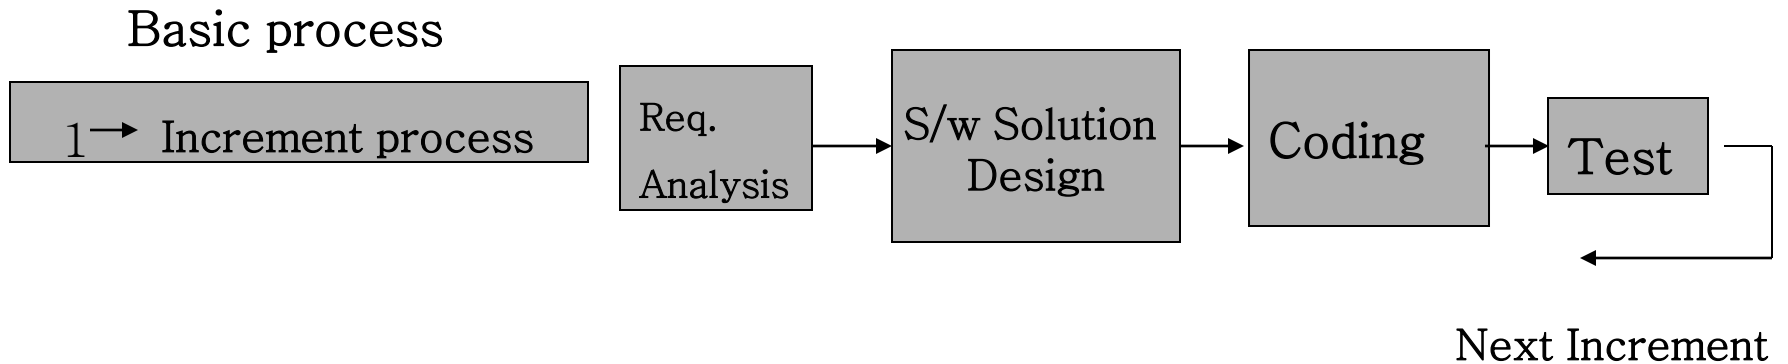 Basic process
1→ Increment process
Req.
Analysis
S/w Solution
Design
Coding
Test
Next Increment